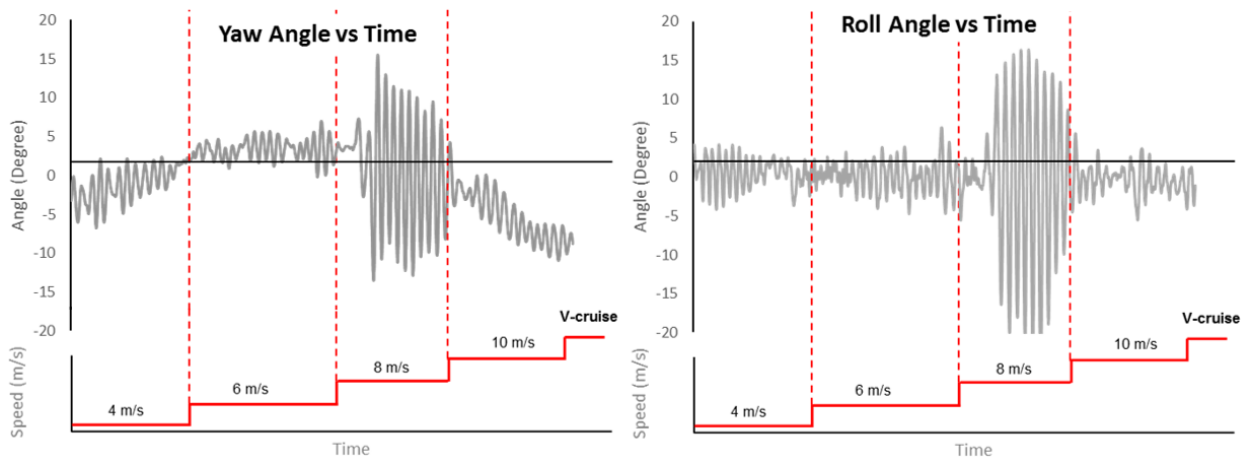 Yaw Angle vs Time
Angle (Degree)
20
15
10
5
0
-5
-10
-15
-20
Speed (m/s)
4 m/s
6 m/s
8 m/s
10 m/s
V-cruise
Time
Roll Angle vs Time
Angle (Degree)
20
15
10
5
0
-5
-10
-15
-20
Speed (m/s)
4 m/s
6 m/s
8 m/s
10 m/s
V-cruise
Time